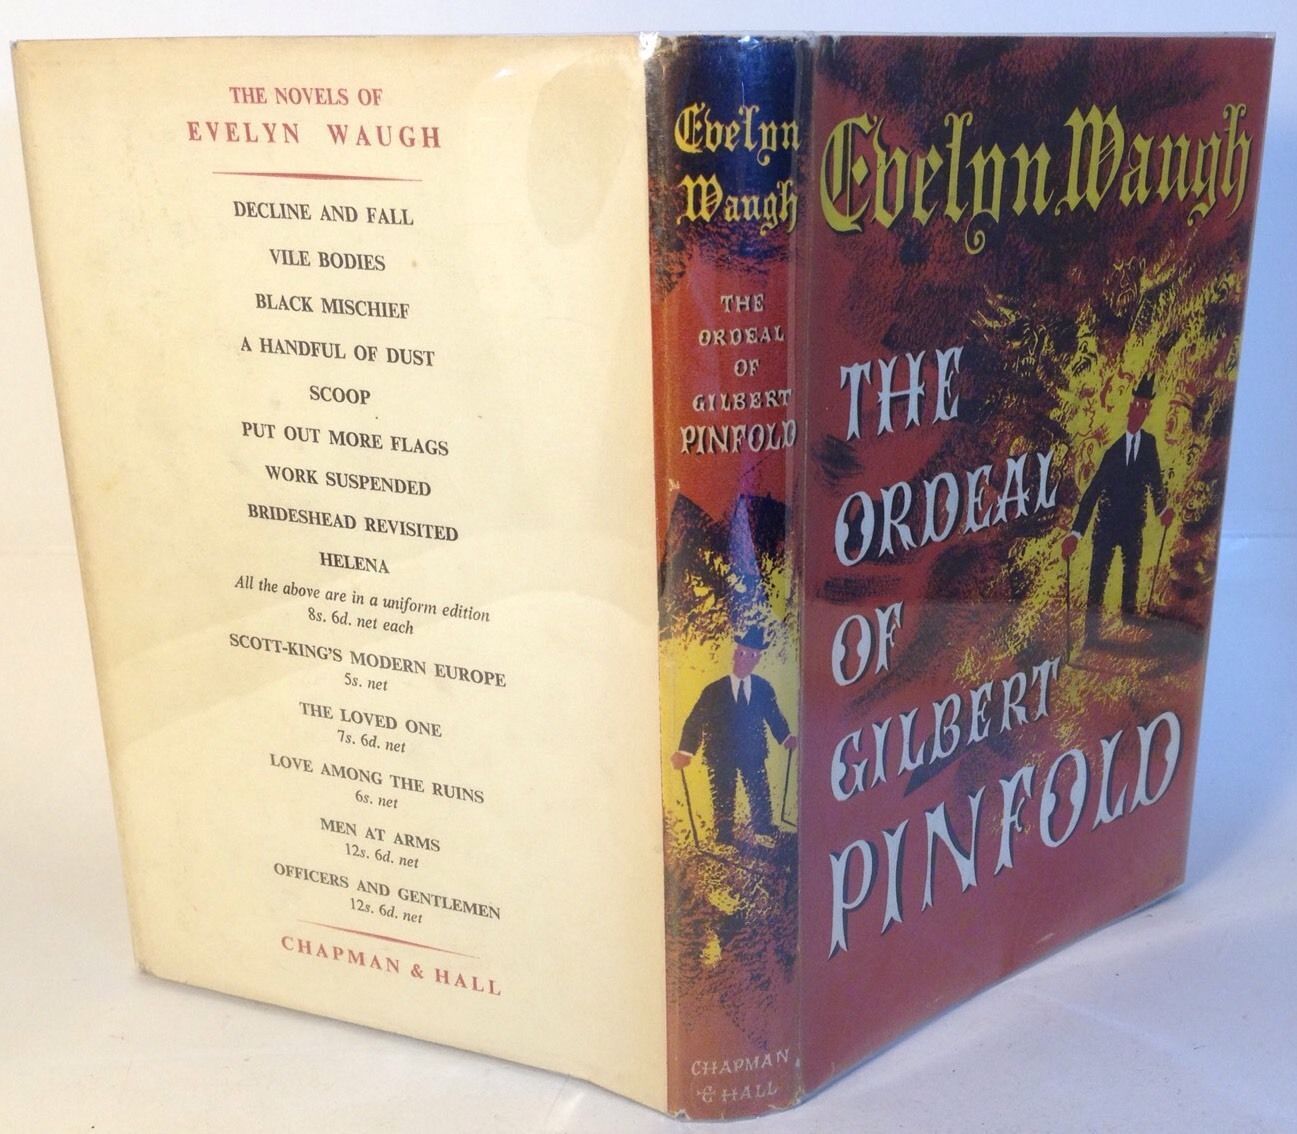 THE NOVELS OF
EVELYN WAUGH
DECLINE AND FALL
VILE BODIES
BLACK MISCHIEF
A HANDFUL OF DUST
SCOOP
PUT OUT MORE FLAGS
WORK SUSPENDED
BRIDESHEAD REVISITED
HELENA
All the above are in a uniform edition
8s. 6d. net each
SCOTT-KING'S MODERN EUROPE
5s. net
THE LOVED ONE
7s. 6d. net
LOVE AMONG THE RUINS
6s. net
MEN AT ARMS
12s. 6d. net
OFFICERS AND GENTLEMEN
12s. 6d. net
CHAPMAN & HALL
Evelyn
Waugh
THE
ORDEAL
OF
GILBERT
PINFOLD
CHAPMAN
& HALL
Evelyn Waugh
THE
ORDEAL
OF
GILBERT
PINFOLD